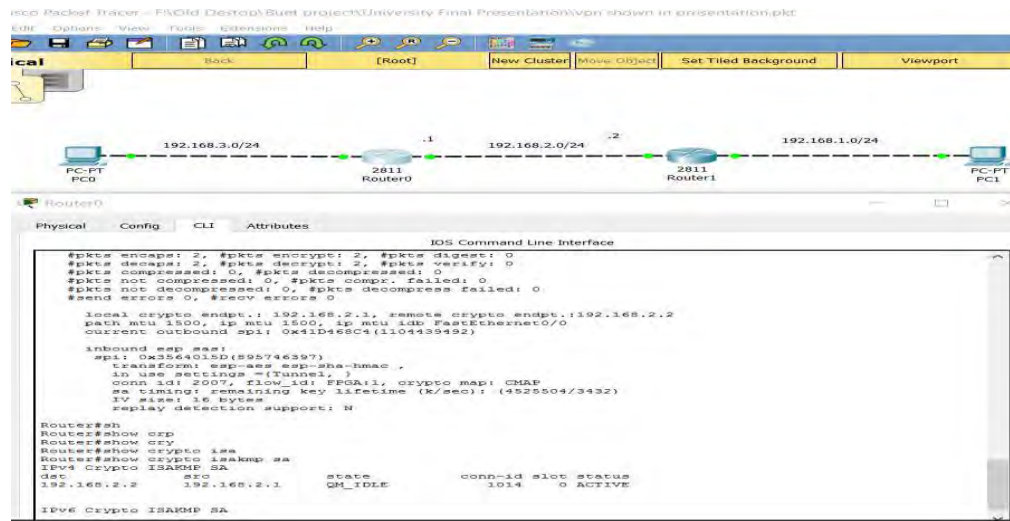 sco Packet Tracer - F:\Old Destop\Buet project\University Final Presentation\vpn shown in presentation.pkt
Edit Options View Tools Extensions Help
ical Back [Root] New Cluster Move Object Set Tiled Background Viewport
192.168.3.0/24 .1 192.168.2.0/24 .2 192.168.1.0/24
PC-PT 2811 2811 PC-PT
PC0 Router0 Router1 PC1
Router0
Physical Config CLI Attributes
IOS Command Line Interface
#pkts encaps: 2, #pkts encrypt: 2, #pkts digest: 0
#pkts decaps: 2, #pkts decrypt: 2, #pkts verify: 0
#pkts compressed: 0, #pkts decompressed: 0
#pkts not compressed: 0, #pkts compr. failed: 0
#pkts not decompressed: 0, #pkts decompress failed: 0
#send errors 0, #recv errors 0
local crypto endpt.: 192.168.2.1, remote crypto endpt.:192.168.2.2
path mtu 1500, ip mtu 1500, ip mtu idb FastEthernet0/0
current outbound spi: 0x41D468C4(1104439492)
inbound esp sas:
spi: 0x3564015D(895746397)
transform: esp-aes esp-sha-hmac ,
in use settings ={Tunnel, }
conn id: 2007, flow_id: FPGA:1, crypto map: CMAP
sa timing: remaining key lifetime (k/sec): (4525504/3432)
IV size: 16 bytes
replay detection support: N
Router#sh
Router#show crp
Router#show cry
Router#show crypto isa
Router#show crypto isakmp sa
IPv4 Crypto ISAKMP SA
dst src state conn-id slot status
192.168.2.2 192.168.2.1 QM_IDLE 1014 0 ACTIVE
IPv6 Crypto ISAKMP SA